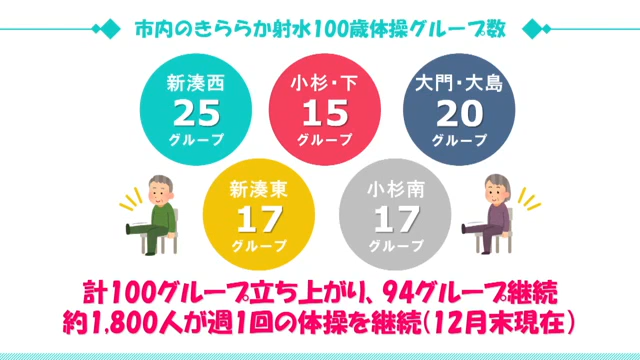 市内のきららか射水100歳体操グループ数
新湊西
25
グループ
小杉・下
15
グループ
大門・大島
20
グループ
新湊東
17
グループ
小杉南
17
グループ
計100グループ立ち上がり、94グループ継続
約1,800人が週1回の体操を継続(12月末現在)